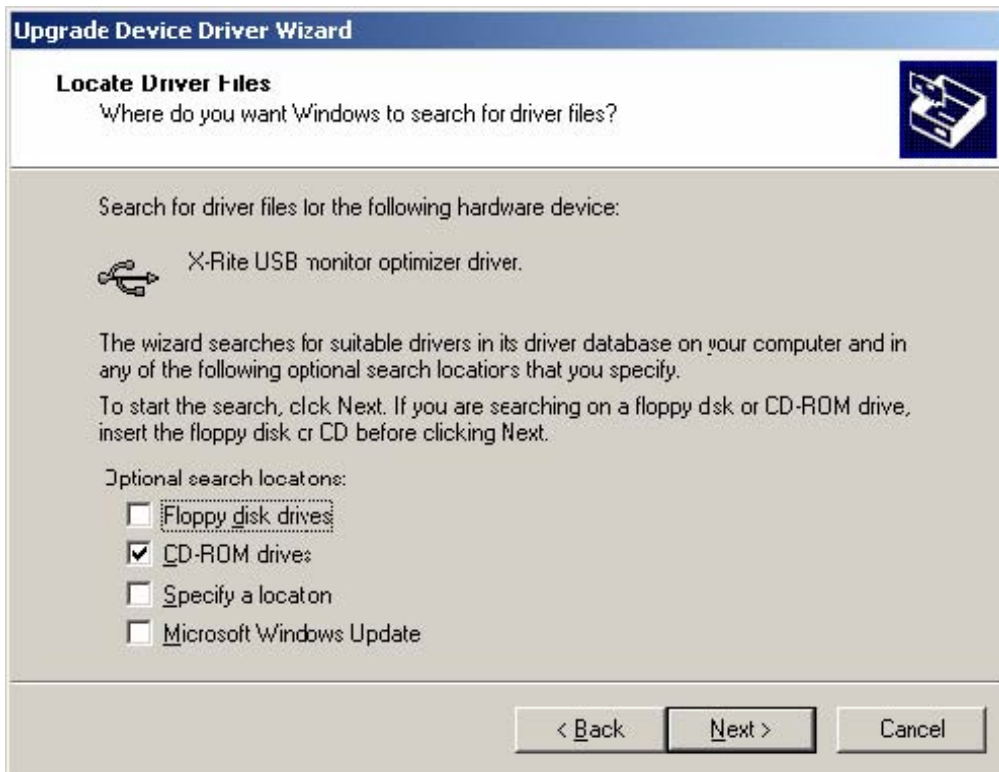 Upgrade Device Driver Wizard
Locate Driver Files
Where do you want Windows to search for driver files?
Search for driver files for the following hardware device:
X-Rite USB monitor optimizer driver.
The wizard searches for suitable drivers in its driver database on your computer and in
any of the following optional search locations that you specify.
To start the search, click Next. If you are searching on a floppy disk or CD-ROM drive,
insert the floppy disk or CD before clicking Next.
Optional search locations:
Floppy disk drives
CD-ROM drives
Specify a location
Microsoft Windows Update
< Back Next > Cancel